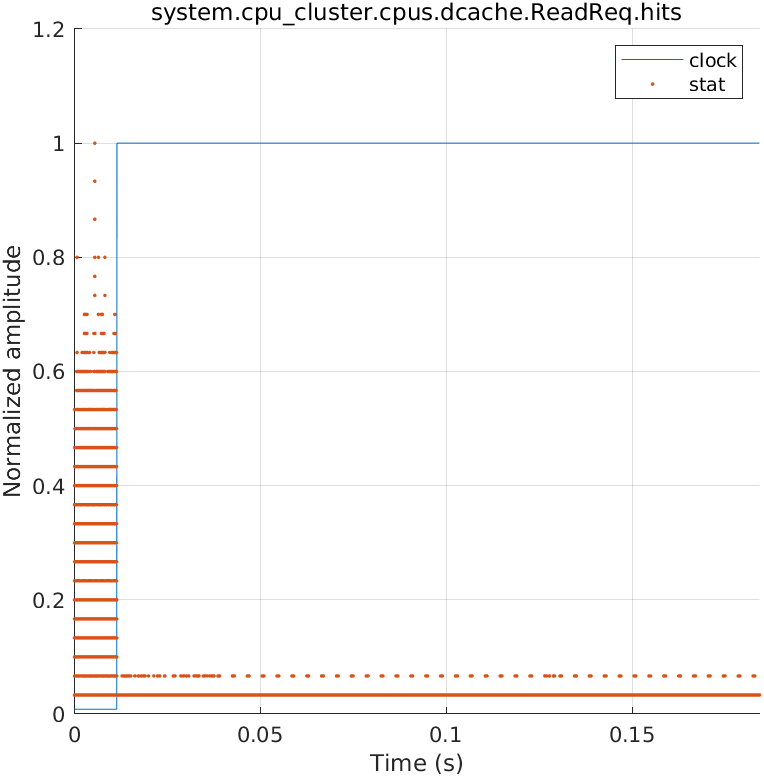 system.cpu_cluster.cpus.dcache.ReadReq.hits
1.2
clock
stat
1
0.8
0.6
0.4
0.2
0
Normalized amplitude
0
0.05
0.1
0.15
Time (s)